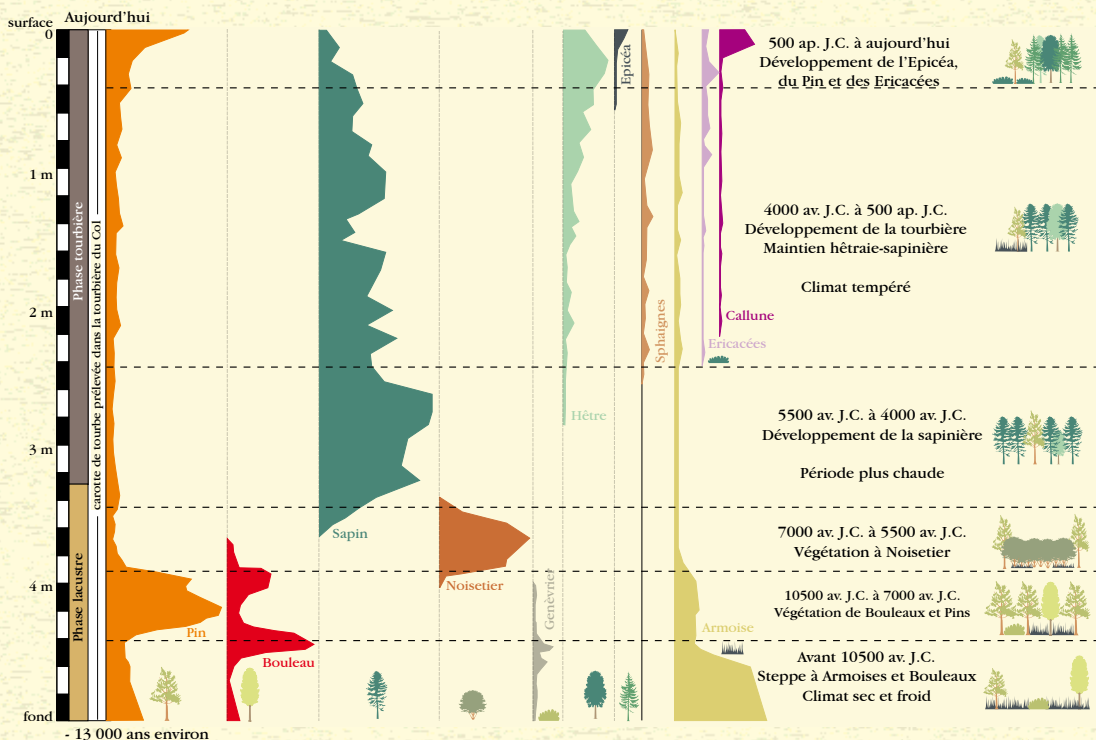 surface
0
Aujourd'hui
1 m
2 m
3 m
4 m
fond
- 13 000 ans environ
Phase tourbière
Phase lacustre
carotte de tourbe prélevée dans la tourbière du Col
Pin
Bouleau
Sapin
Noisetier
Genévrier
Hêtre
Epicéa
Sphaignes
Armoise
Ericacées
Callune
500 ap. J.C. à aujourd'hui
Développement de l'Epicéa,
du Pin et des Ericacées
4000 av. J.C. à 500 ap. J.C.
Développement de la tourbière
Maintien hêtraie-sapinière
Climat tempéré
5500 av. J.C. à 4000 av. J.C.
Développement de la sapinière
Période plus chaude
7000 av. J.C. à 5500 av. J.C.
Végétation à Noisetier
10500 av. J.C. à 7000 av. J.C.
Végétation de Bouleaux et Pins
Avant 10500 av. J.C.
Steppe à Armoises et Bouleaux
Climat sec et froid